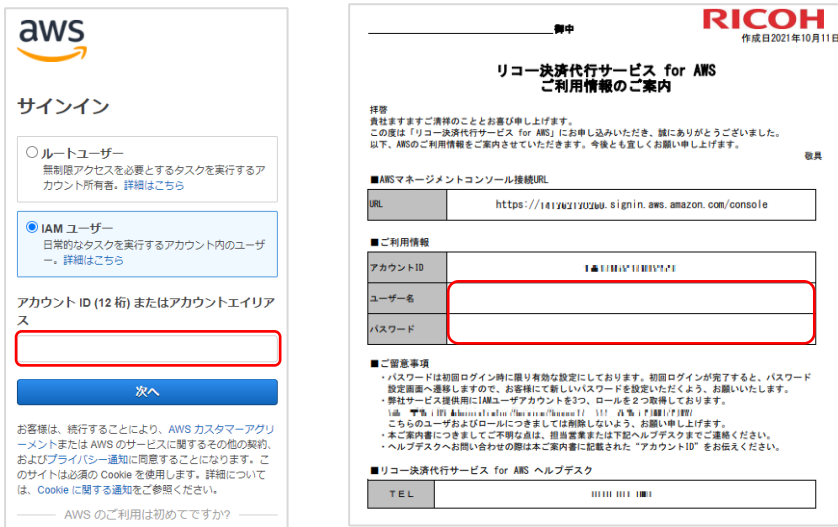 aws
サインイン
ルートユーザー
無制限アクセスを必要とするタスクを実行するア
カウント所有者。詳細はこちら
IAM ユーザー
日常的なタスクを実行するアカウント内のユーザ
ー。詳細はこちら
アカウント ID (12 桁) またはアカウントエイリア
ス
次へ
お客様は、続行することにより、AWS カスタマーアグリ
ーメントまたは AWS のサービスに関するその他の契約、
およびプライバシー通知に同意することになります。こ
のサイトは必須の Cookie を使用します。詳細について
は、Cookie に関する通知をご参照ください。
AWS のご利用は初めてですか?
御中
RICOH
作成日2021年10月11日
リコー決済代行サービス for AWS
ご利用情報のご案内
拝啓
貴社ますますご清祥のこととお喜び申し上げます。
この度は「リコー決済代行サービス for AWS」にお申し込みいただき、誠にありがとうございました。
以下、AWSのご利用情報をご案内させていただきます。今後とも宜しくお願い申し上げます。
敬具
■AWSマネージメントコンソール接続URL
URL
https:// .signin.aws.amazon.com/console
■ご利用情報
アカウントID
ユーザー名
パスワード
■ご留意事項
・パスワードは初回ログイン時に限り有効な設定にしております。初回ログインが完了すると、パスワード
設定画面へ遷移しますので、お客様にて新しいパスワードを設定いただくよう、お願いいたします。
・弊社サービス提供用にIAMユーザアカウントを3つ、ロールを2つ取得しております。
こちらのユーザおよびロールにつきましては削除しないよう、お願い申し上げます。
・本ご案内書につきましてご不明な点は、担当営業または下記ヘルプデスクまでご連絡ください。
・ヘルプデスクへお問い合わせの際は本ご案内書に記載された "アカウントID" をお伝えください。
■リコー決済代行サービス for AWS ヘルプデスク
TEL